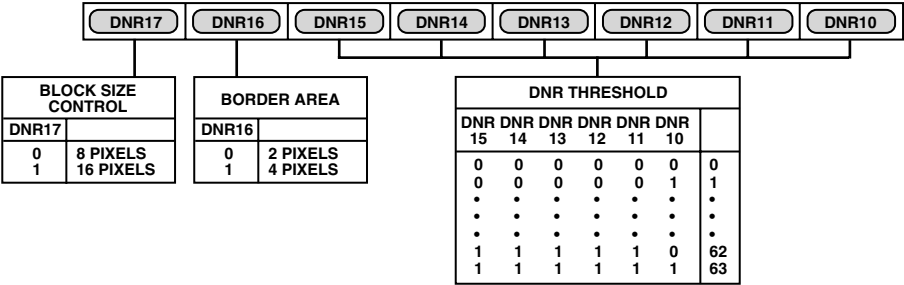 DNR17 DNR16 DNR15 DNR14 DNR13 DNR12 DNR11 DNR10
BLOCK SIZE
CONTROL
DNR17
0 8 PIXELS
1 16 PIXELS
BORDER AREA
DNR16
0 2 PIXELS
1 4 PIXELS
DNR THRESHOLD
DNR DNR DNR DNR DNR DNR
15 14 13 12 11 10
0 0 0 0 0 0 0
0 0 0 0 0 1 1
• • • • • • •
• • • • • • •
• • • • • • •
1 1 1 1 1 0 62
1 1 1 1 1 1 63